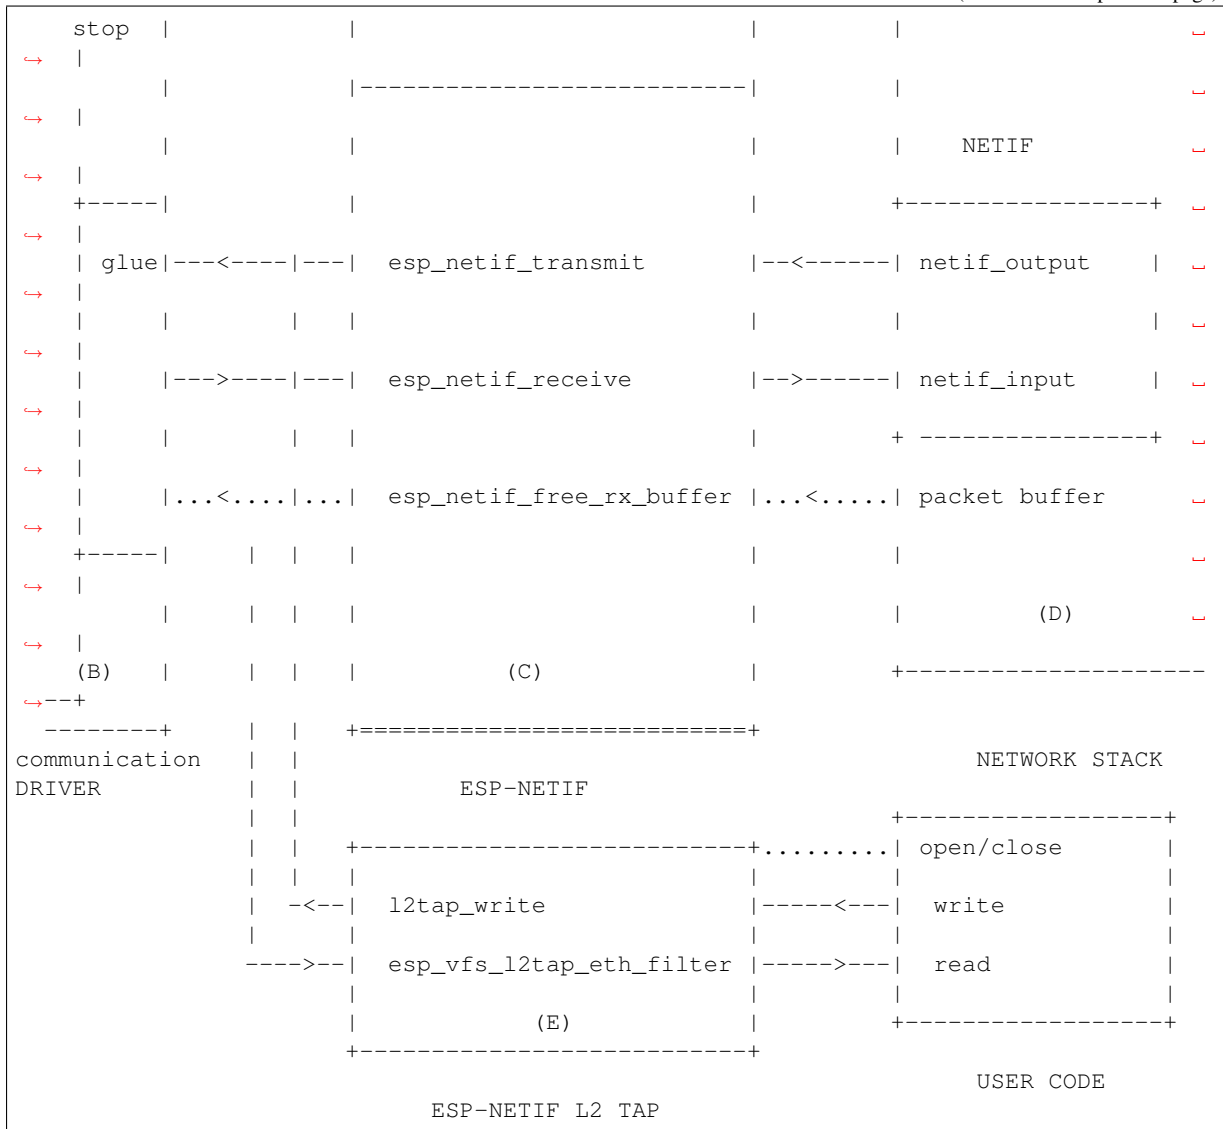 stop  |            |                           |         |                    ␣
↪   |
          |            |---------------------------|         |                    ␣
↪   |
          |            |                           |         |    NETIF           ␣
↪   |
    +-----|            |                           |         +-----------------+  ␣
↪   |
    | glue|---<----|---|  esp_netif_transmit       |--<------| netif_output    |  ␣
↪   |
    |     |        |   |                           |         |                 |  ␣
↪   |
    |     |--->----|---|  esp_netif_receive        |-->------| netif_input     |  ␣
↪   |
    |     |        |   |                           |         + ----------------+  ␣
↪   |
    |     |...<....|...|  esp_netif_free_rx_buffer |...<.....| packet buffer      ␣
↪   |
    +-----|     |  |   |                           |         |                    ␣
↪   |
          |     |  |   |                           |         |         (D)        ␣
↪   |
    (B)   |     |  |   |          (C)              |         +---------------------
↪--+
  --------+     |  |   +===========================+
communication   |  |                                               NETWORK STACK
DRIVER          |  |           ESP-NETIF
                |  |                                         +------------------+
                |  |   +---------------------------+.........| open/close       |
                |  |   |                           |         |                  |
                |  -<--|  l2tap_write              |-----<---|  write           |
                |      |                           |         |                  |
                ---->--|  esp_vfs_l2tap_eth_filter |----->---|  read            |
                       |                           |         |                  |
                       |            (E)            |         +------------------+
                       +---------------------------+
                                                                   USER CODE
                             ESP-NETIF L2 TAP